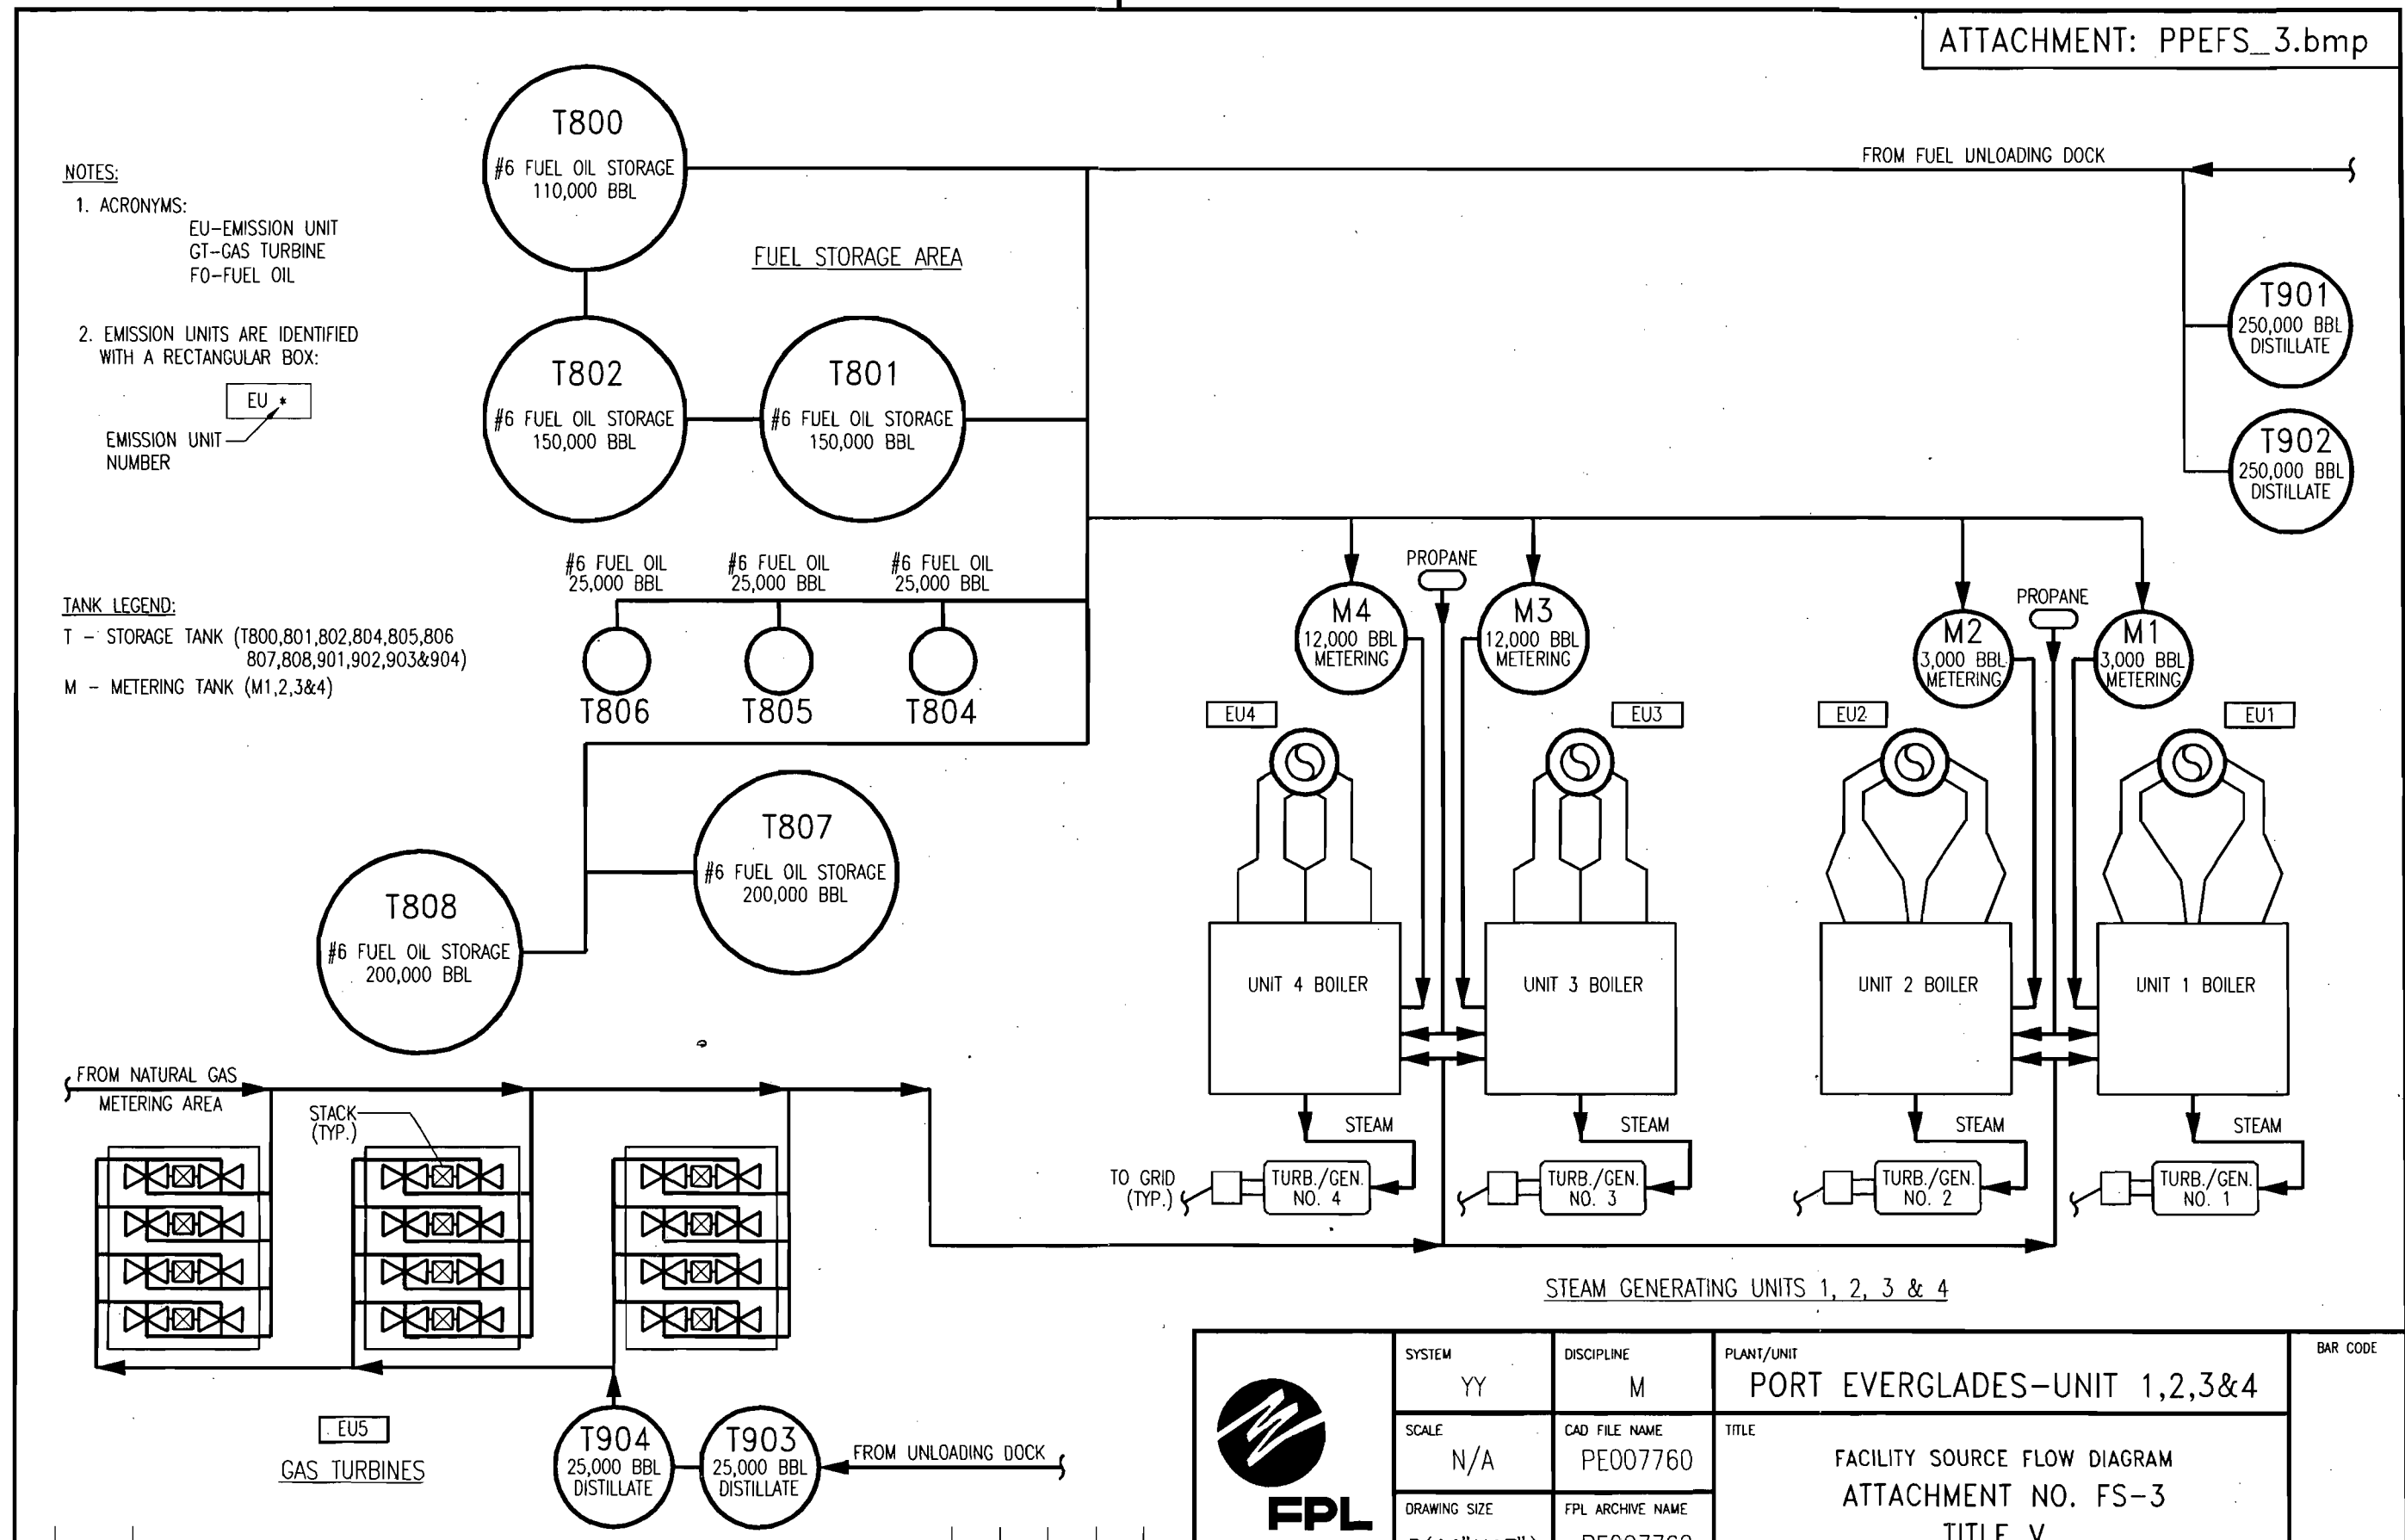 ATTACHMENT: PPEFS_3.bmp
T800
#6 FUEL OIL STORAGE
110,000 BBL
FROM FUEL UNLOADING DOCK
NOTES:
1. ACRONYMS:
EU-EMISSION UNIT
GT-GAS TURBINE
FO-FUEL OIL
FUEL STORAGE AREA
2. EMISSION UNITS ARE IDENTIFIED
WITH A RECTANGULAR BOX:
EU *
EMISSION UNIT
NUMBER
T802
#6 FUEL OIL STORAGE
150,000 BBL
T801
#6 FUEL OIL STORAGE
150,000 BBL
T901
250,000 BBL
DISTILLATE
T902
250,000 BBL
DISTILLATE
#6 FUEL OIL
25,000 BBL
#6 FUEL OIL
25,000 BBL
#6 FUEL OIL
25,000 BBL
T806
T805
T804
TANK LEGEND:
T - STORAGE TANK (T800,801,802,804,805,806
807,808,901,902,903&904)
M - METERING TANK (M1,2,3&4)
PROPANE
M4
12,000 BBL
METERING
M3
12,000 BBL
METERING
PROPANE
M2
3,000 BBL
METERING
M1
3,000 BBL
METERING
EU4
EU3
EU2
EU1
T807
#6 FUEL OIL STORAGE
200,000 BBL
T808
#6 FUEL OIL STORAGE
200,000 BBL
UNIT 4 BOILER
UNIT 3 BOILER
UNIT 2 BOILER
UNIT 1 BOILER
FROM NATURAL GAS
METERING AREA
STACK
(TYP.)
STEAM
STEAM
STEAM
STEAM
TO GRID
(TYP.)
TURB./GEN.
NO. 4
TURB./GEN.
NO. 3
TURB./GEN.
NO. 2
TURB./GEN.
NO. 1
STEAM GENERATING UNITS 1, 2, 3 & 4
EU5
GAS TURBINES
T904
25,000 BBL
DISTILLATE
T903
25,000 BBL
DISTILLATE
FROM UNLOADING DOCK
FPL
SYSTEM
YY
DISCIPLINE
M
PLANT/UNIT
PORT EVERGLADES-UNIT 1,2,3&4
BAR CODE
SCALE
N/A
CAD FILE NAME
PE007760
TITLE
FACILITY SOURCE FLOW DIAGRAM
ATTACHMENT NO. FS-3
TITLE V
DRAWING SIZE
FPL ARCHIVE NAME